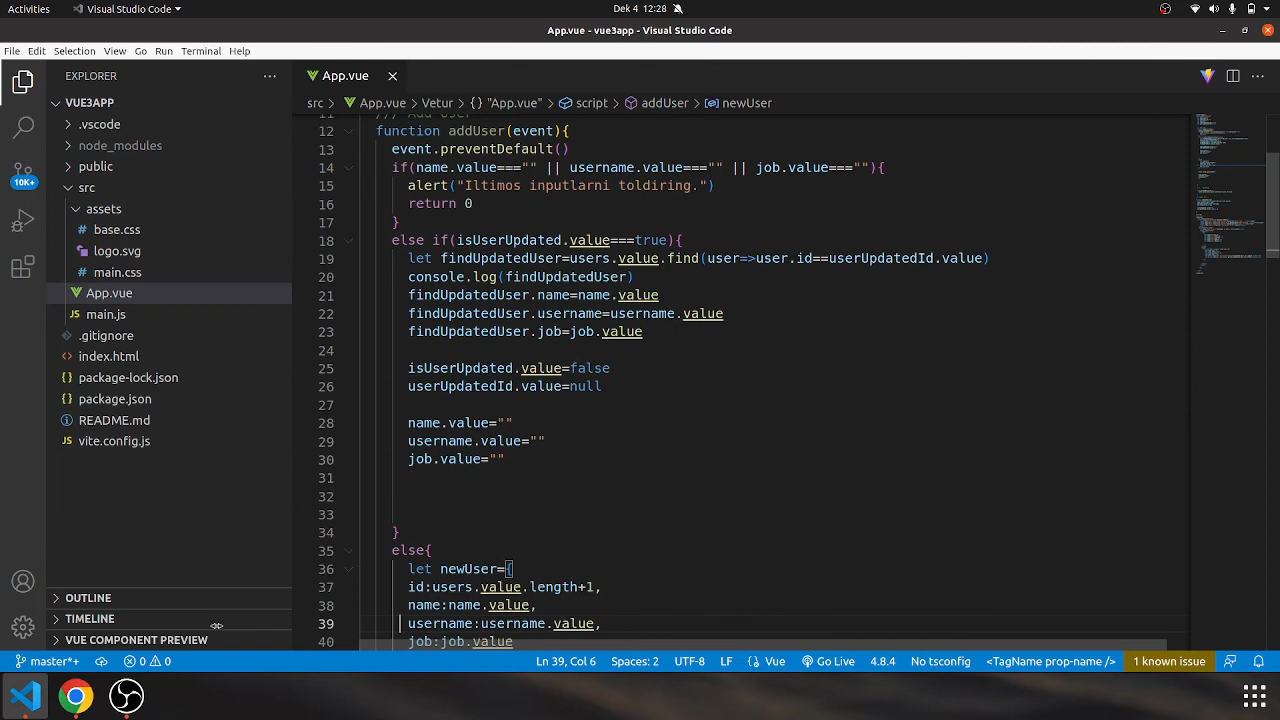 Activities
Visual Studio Code
Dek 4 12:28
App.vue - vue3app - Visual Studio Code
File Edit Selection View Go Run Terminal Help
EXPLORER
App.vue
VUE3APP
.vscode
node_modules
public
src
assets
# base.css
logo.svg
# main.css
App.vue
JS main.js
.gitignore
<> index.html
{} package-lock.json
{} package.json
README.md
JS vite.config.js
OUTLINE
TIMELINE
VUE COMPONENT PREVIEW
10K+
src > App.vue > Vetur > {} "App.vue" > script > addUser > newUser
11 /// Add User
12 function addUser(event){
13 event.preventDefault()
14 if(name.value==="" || username.value==="" || job.value===""){
15 alert("Iltimos inputlarni toldiring.")
16 return 0
17 }
18 else if(isUserUpdated.value===true){
19 let findUpdatedUser=users.value.find(user=>user.id==userUpdatedId.value)
20 console.log(findUpdatedUser)
21 findUpdatedUser.name=name.value
22 findUpdatedUser.username=username.value
23 findUpdatedUser.job=job.value
24
25 isUserUpdated.value=false
26 userUpdatedId.value=null
27
28 name.value=""
29 username.value=""
30 job.value=""
31
32
33
34 }
35 else{
36 let newUser={
37 id:users.value.length+1,
38 name:name.value,
39 username:username.value,
40 job:job.value
master*+ 0 0 Ln 39, Col 6 Spaces: 2 UTF-8 LF {} Vue Go Live 4.8.4 No tsconfig <TagName prop-name /> 1 known issue